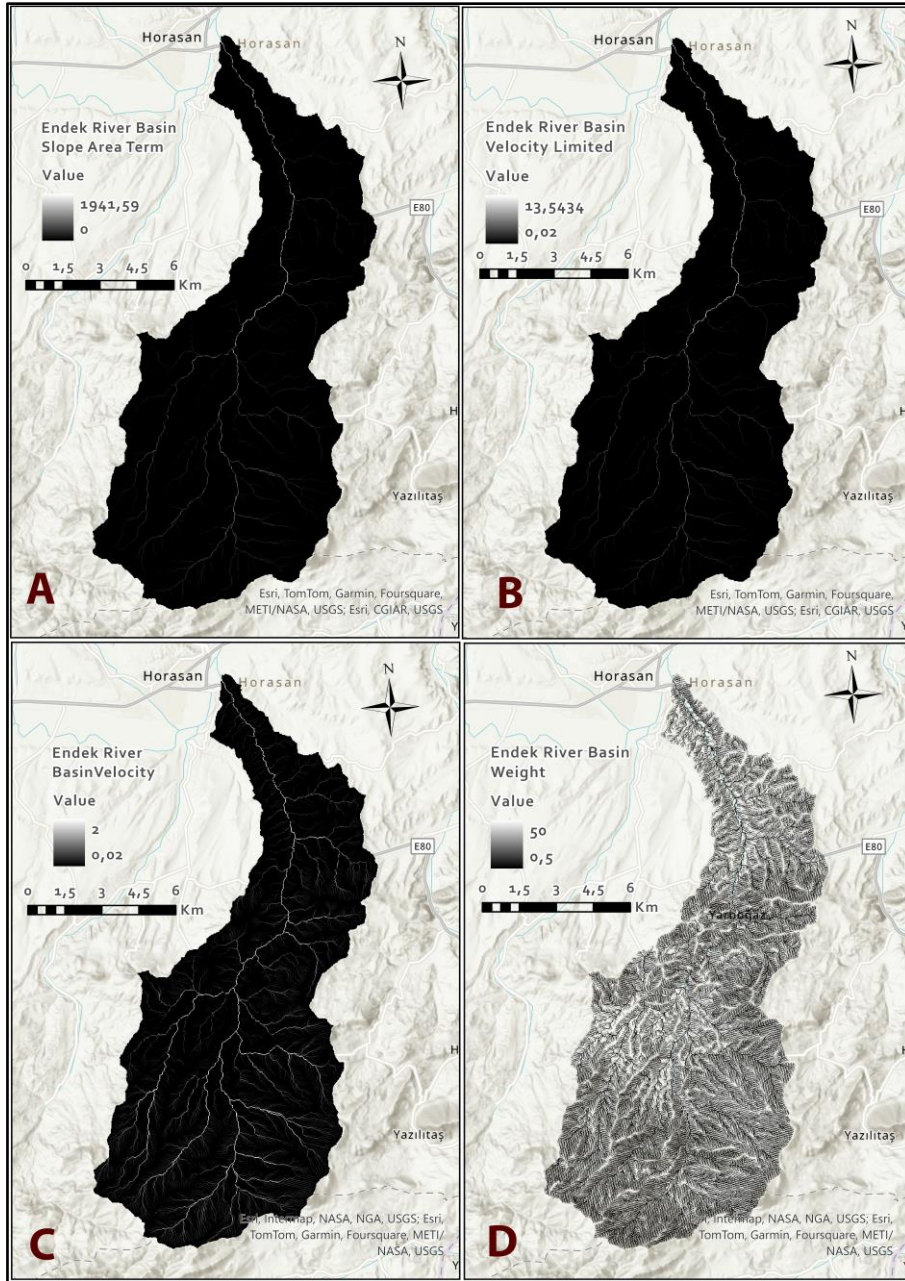 Horasan
Horasan
N
Endek River Basin
Slope Area Term
Value
1941,59
0
0 1,5 3 4,5 6
Km
E80
H
Yazılıtaş
A
Esri, TomTom, Garmin, Foursquare,
METI/NASA, USGS; Esri, CGIAR, USGS
Y
Horasan
Horasan
N
Endek River Basin
Velocity Limited
Value
13,5434
0,02
0 1,5 3 4,5 6
Km
E80
H
Yazılıtaş
B
Esri, TomTom, Garmin, Foursquare,
METI/NASA, USGS; Esri, CGIAR, USGS
Y
Horasan
Horasan
N
Endek River
BasinVelocity
Value
2
0,02
0 1,5 3 4,5 6
Km
E80
H
Yazılıtaş
C
Esri, Intermap, NASA, NGA, USGS; Esri,
TomTom, Garmin, Foursquare, METI/
NASA, USGS
Y
Horasan
Horasan
N
Endek River Basin
Weight
Value
50
0,5
0 1,5 3 4,5 6
Km
E80
Yarboğaz
H
Yazılıtaş
D
Intermap, NASA, NGA, USGS; Esri,
TomTom, Garmin, Foursquare, METI/
NASA, USGS
Y